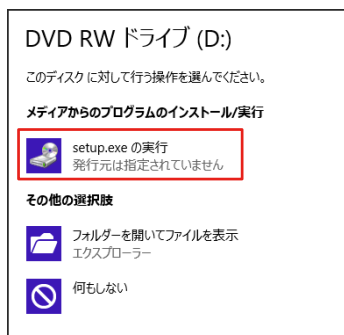 DVD RW ドライブ (D:)
このディスク に対して行う操作を選んでください。
メディアからのプログラムのインストール/実行
setup.exe の実行
発行元は指定されていません
その他の選択肢
フォルダーを開いてファイルを表示
エクスプローラー
何もしない